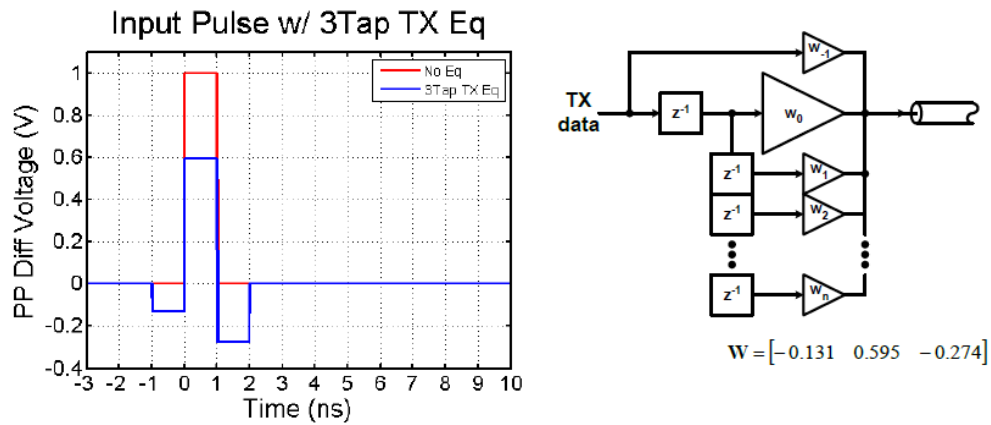 Input Pulse w/ 3Tap TX Eq
PP Diff Voltage (V)
1
0.8
0.6
0.4
0.2
0
-0.2
-0.4
No Eq
3Tap TX Eq
-3 -2 -1 0 1 2 3 4 5 6 7 8 9 10
Time (ns)
TX
data
z-1
w-1
w0
z-1
w1
z-1
w2
z-1
wn
W = [-0.131 0.595 -0.274]